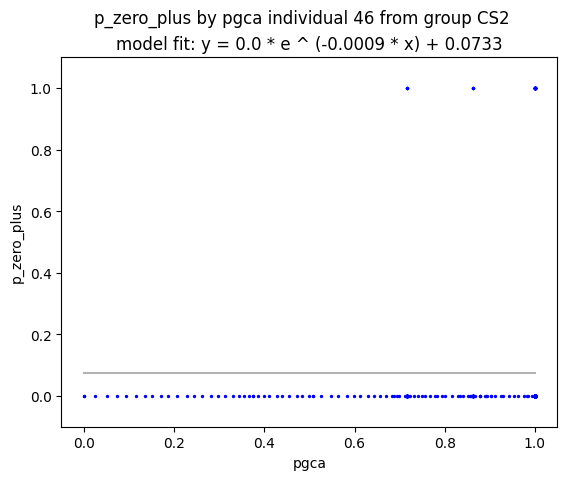 p_zero_plus by pgca individual 46 from group CS2
model fit: y = 0.0 * e ^ (-0.0009 * x) + 0.0733
1.0
0.8
0.6
0.4
0.2
0.0
p_zero_plus
0.0 0.2 0.4 0.6 0.8 1.0
pgca